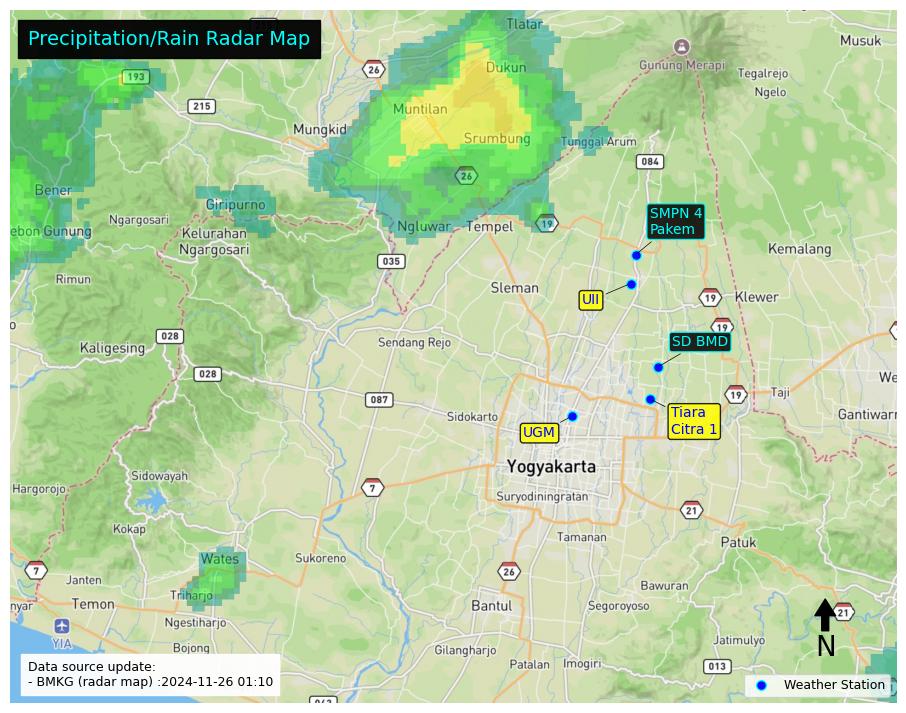 Precipitation/Rain Radar Map
Tlatar
Musuk
26
Gunung Merapi
Dukun
Tegalrejo
193
Ngelo
215
Muntilan
Mungkid
Srumbung
Tunggal Arum
084
26
Bener
Giripurno
SMPN 4
Pakem
Ngargosari
Ngluwar
Tempel
19
ebon Gunung
Kelurahan
Ngargosari
Kemalang
035
Rimun
Sleman
UII
19
Klewer
19
028
Sendang Rejo
SD BMD
Kaligesing
028
We
Taji
19
087
Sidokarto
Tiara
Citra 1
Gantiwarn
UGM
Yogyakarta
Sidowayah
Hargorojo
7
Suryodiningratan
21
Kokap
Tamanan
Patuk
Wates
Sukoreno
7
26
Janten
Bawuran
Triharjo
nyar
Temon
Bantul
Segoroyoso
21
Ngestiharjo
YIA
Jatimulyo
N
Bojong
Gilangharjo
Patalan
Imogiri
013
Data source update:
- BMKG (radar map) :2024-11-26 01:10
Weather Station